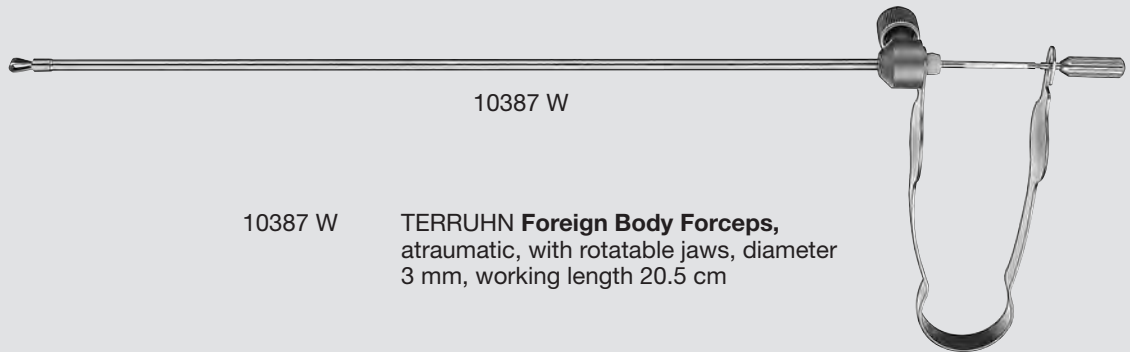 10387 W
10387 W TERRUHN Foreign Body Forceps,
atraumatic, with rotatable jaws, diameter
3 mm, working length 20.5 cm